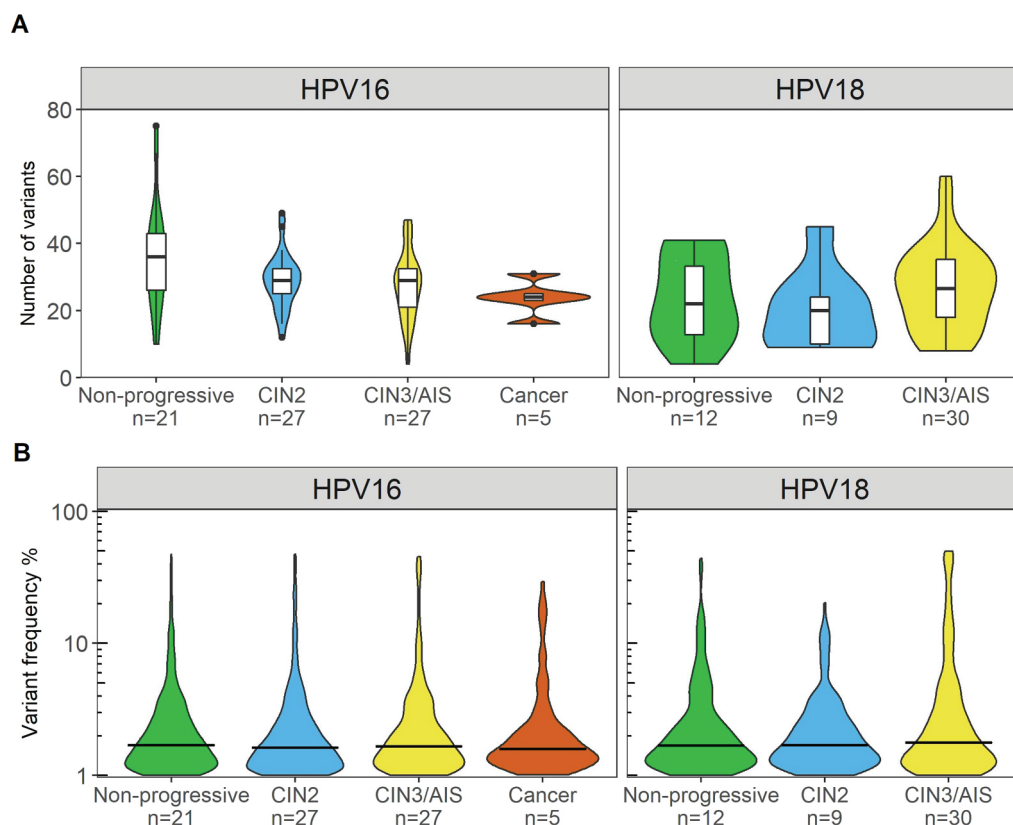 A
HPV16 HPV18
Number of variants
80
60
40
20
0
Non-progressive CIN2 CIN3/AIS Cancer Non-progressive CIN2 CIN3/AIS
n=21 n=27 n=27 n=5 n=12 n=9 n=30
B
HPV16 HPV18
Variant frequency %
100
10
1
Non-progressive CIN2 CIN3/AIS Cancer Non-progressive CIN2 CIN3/AIS
n=21 n=27 n=27 n=5 n=12 n=9 n=30